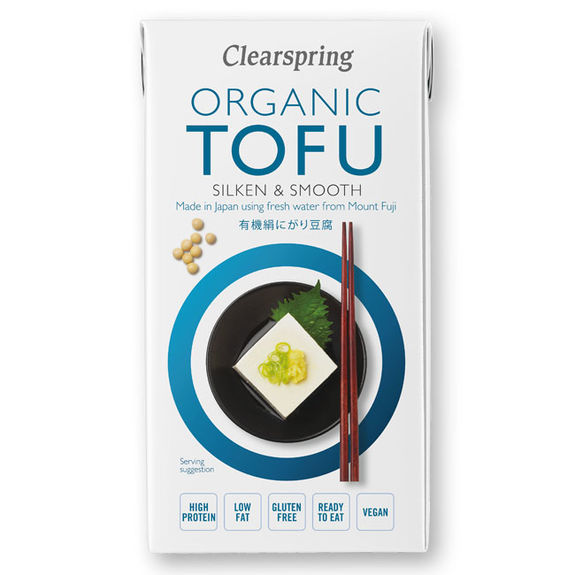 Clearspring
ORGANIC
TOFU
SILKEN & SMOOTH
Made in Japan using fresh water from Mount Fuji
有機絹にがり豆腐
Serving
suggestion
HIGH
PROTEIN
LOW
FAT
GLUTEN
FREE
READY
TO EAT
VEGAN